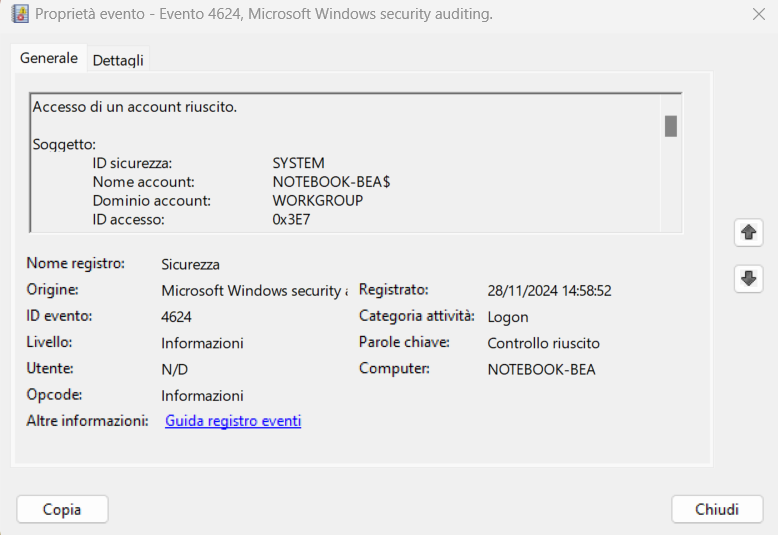 Proprietà evento - Evento 4624, Microsoft Windows security auditing.
Generale Dettagli
Accesso di un account riuscito.
Soggetto:
ID sicurezza: SYSTEM
Nome account: NOTEBOOK-BEA$
Dominio account: WORKGROUP
ID accesso: 0x3E7
Nome registro: Sicurezza
Origine: Microsoft Windows security a Registrato: 28/11/2024 14:58:52
ID evento: 4624 Categoria attività: Logon
Livello: Informazioni Parole chiave: Controllo riuscito
Utente: N/D Computer: NOTEBOOK-BEA
Opcode: Informazioni
Altre informazioni: Guida registro eventi
Copia Chiudi